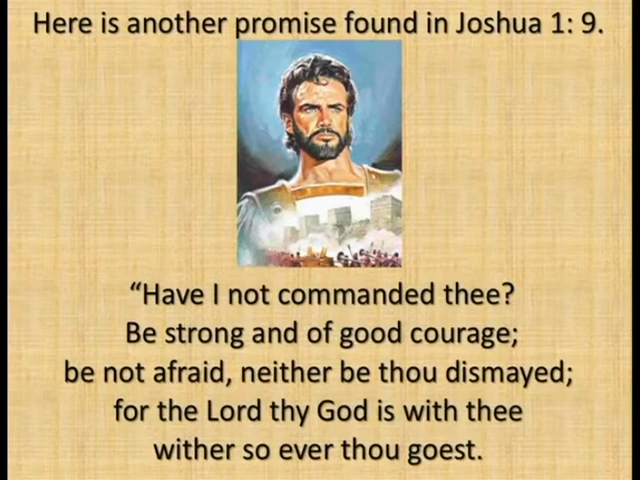 Here is another promise found in Joshua 1: 9.
“Have I not commanded thee?
Be strong and of good courage;
be not afraid, neither be thou dismayed;
for the Lord thy God is with thee
wither so ever thou goest.